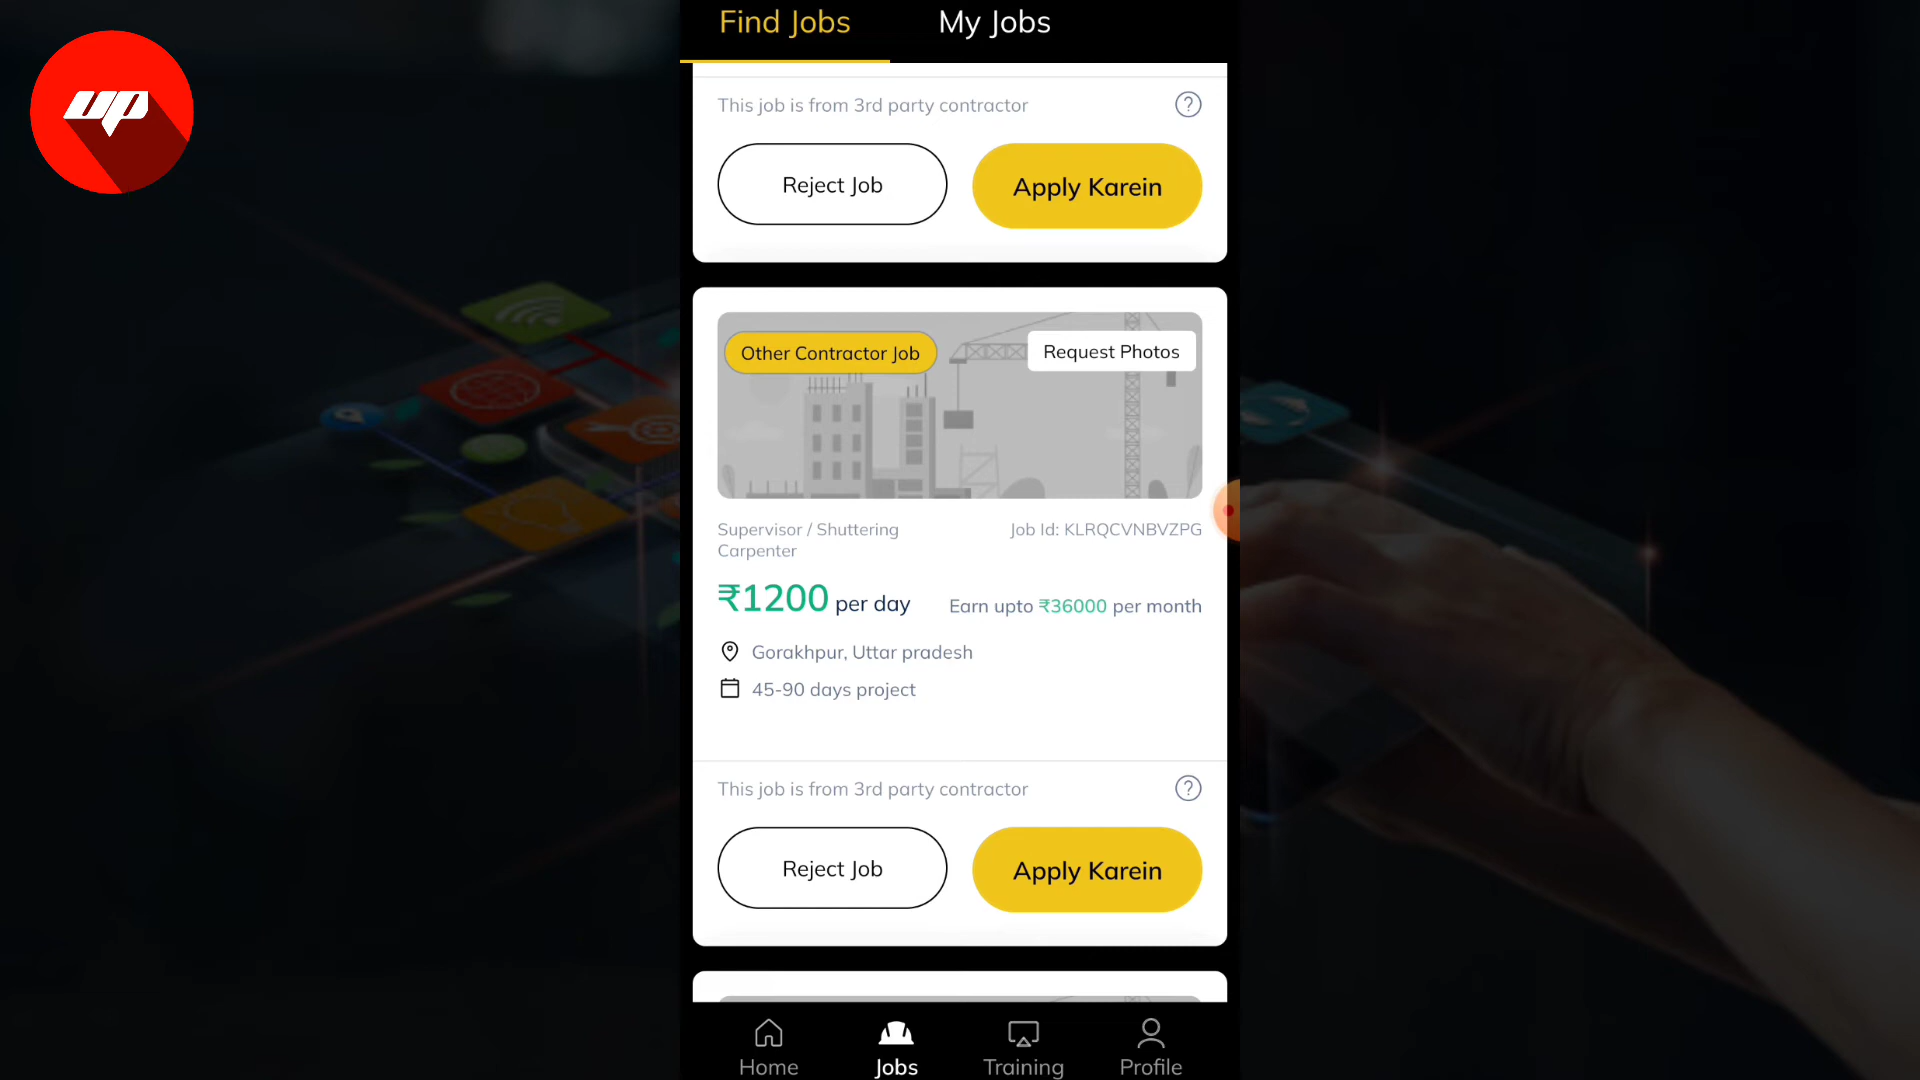 up
Find Jobs
My Jobs
This job is from 3rd party contractor
?
Reject Job
Apply Karein
Other Contractor Job
Request Photos
Supervisor / Shuttering
Carpenter
Job Id: KLRQCVNBVZPG
₹1200 per day
Earn upto ₹36000 per month
Gorakhpur, Uttar pradesh
45-90 days project
This job is from 3rd party contractor
?
Reject Job
Apply Karein
Home
Jobs
Training
Profile